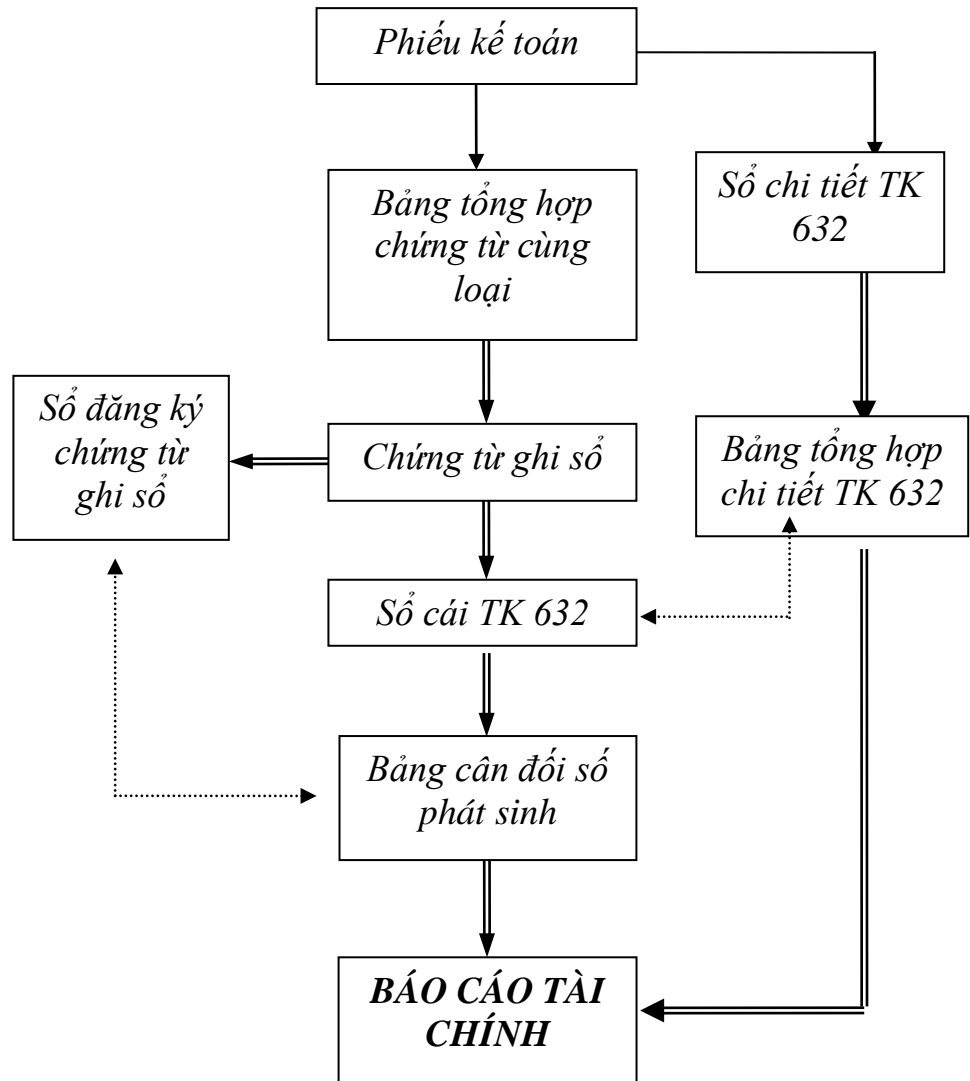 Phiếu kế toán
Sổ chi tiết TK
632
Bảng tổng hợp
chứng từ cùng
loại
Sổ đăng ký
chứng từ
ghi sổ
Chứng từ ghi sổ
Bảng tổng hợp
chi tiết TK 632
Sổ cái TK 632
Bảng cân đối số
phát sinh
BÁO CÁO TÀI
CHÍNH